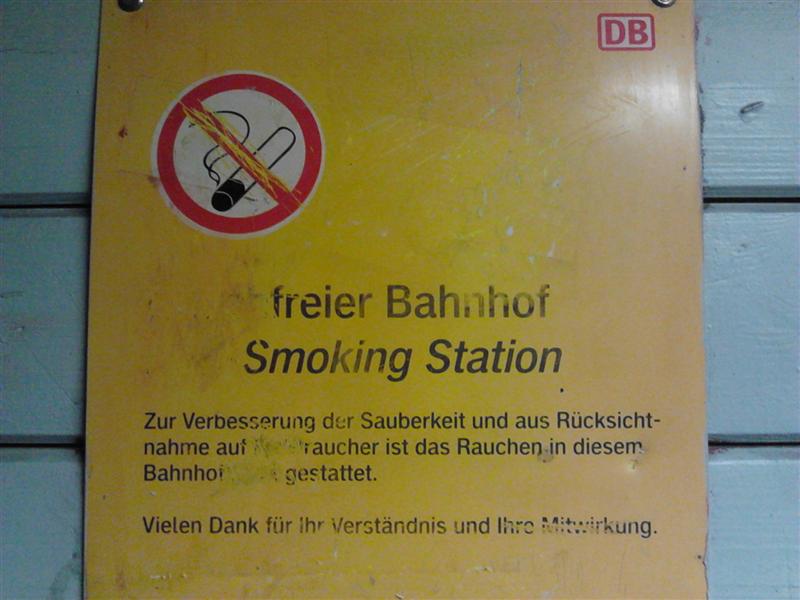 DB
freier Bahnhof
Smoking Station
Zur Verbesserung der Sauberkeit und aus Rücksicht-
nahme auf raucher ist das Rauchen in diesem
Bahnhof gestattet.
Vielen Dank für Ihr Verständnis und Ihre Mitwirkung.